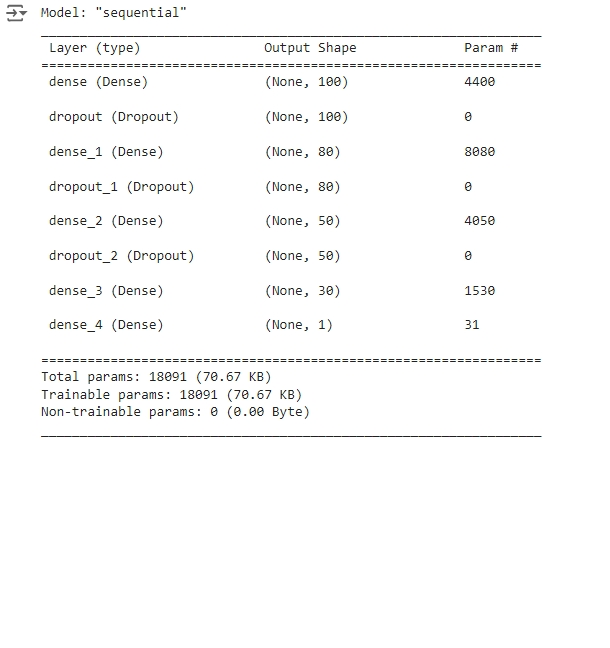 Model: "sequential"
_________________________________________________________________
Layer (type) Output Shape Param #
=================================================================
dense (Dense) (None, 100) 4400
dropout (Dropout) (None, 100) 0
dense_1 (Dense) (None, 80) 8080
dropout_1 (Dropout) (None, 80) 0
dense_2 (Dense) (None, 50) 4050
dropout_2 (Dropout) (None, 50) 0
dense_3 (Dense) (None, 30) 1530
dense_4 (Dense) (None, 1) 31
=================================================================
Total params: 18091 (70.67 KB)
Trainable params: 18091 (70.67 KB)
Non-trainable params: 0 (0.00 Byte)
_________________________________________________________________